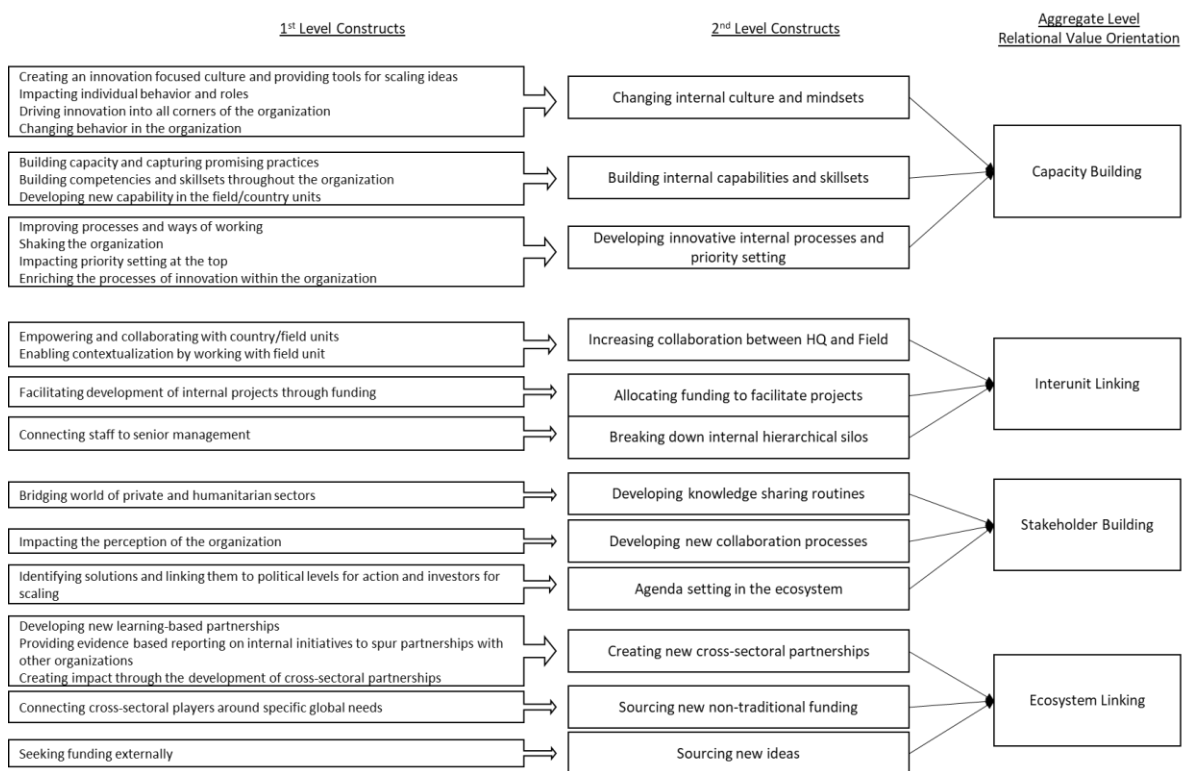 1st Level Constructs
2nd Level Constructs
Aggregate Level
Relational Value Orientation
Creating an innovation focused culture and providing tools for scaling ideas
Impacting individual behavior and roles
Driving innovation into all corners of the organization
Changing behavior in the organization
Changing internal culture and mindsets
Building capacity and capturing promising practices
Building competencies and skillsets throughout the organization
Developing new capability in the field/country units
Building internal capabilities and skillsets
Capacity Building
Improving processes and ways of working
Shaking the organization
Impacting priority setting at the top
Enriching the processes of innovation within the organization
Developing innovative internal processes and
priority setting
Empowering and collaborating with country/field units
Enabling contextualization by working with field unit
Increasing collaboration between HQ and Field
Facilitating development of internal projects through funding
Allocating funding to facilitate projects
Interunit Linking
Connecting staff to senior management
Breaking down internal hierarchical silos
Bridging world of private and humanitarian sectors
Developing knowledge sharing routines
Impacting the perception of the organization
Developing new collaboration processes
Stakeholder Building
Identifying solutions and linking them to political levels for action and investors for
scaling
Agenda setting in the ecosystem
Developing new learning-based partnerships
Providing evidence based reporting on internal initiatives to spur partnerships with
other organizations
Creating impact through the development of cross-sectoral partnerships
Creating new cross-sectoral partnerships
Connecting cross-sectoral players around specific global needs
Sourcing new non-traditional funding
Ecosystem Linking
Seeking funding externally
Sourcing new ideas